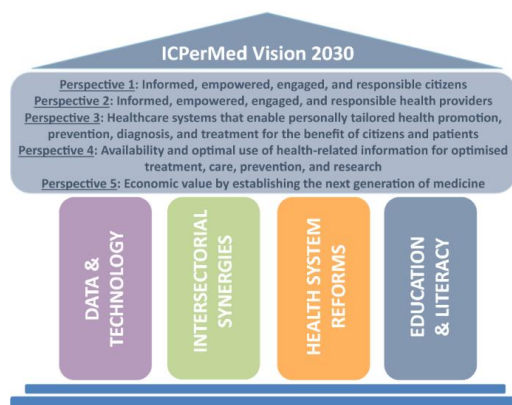 ICPerMed Vision 2030
Perspective 1: Informed, empowered, engaged, and responsible citizens
Perspective 2: Informed, empowered, engaged, and responsible health providers
Perspective 3: Healthcare systems that enable personally tailored health promotion,
prevention, diagnosis, and treatment for the benefit of citizens and patients
Perspective 4: Availability and optimal use of health-related information for optimised
treatment, care, prevention, and research
Perspective 5: Economic value by establishing the next generation of medicine
DATA &
TECHNOLOGY
INTERSECTORIAL
SYNERGIES
HEALTH SYSTEM
REFORMS
EDUCATION
& LITERACY